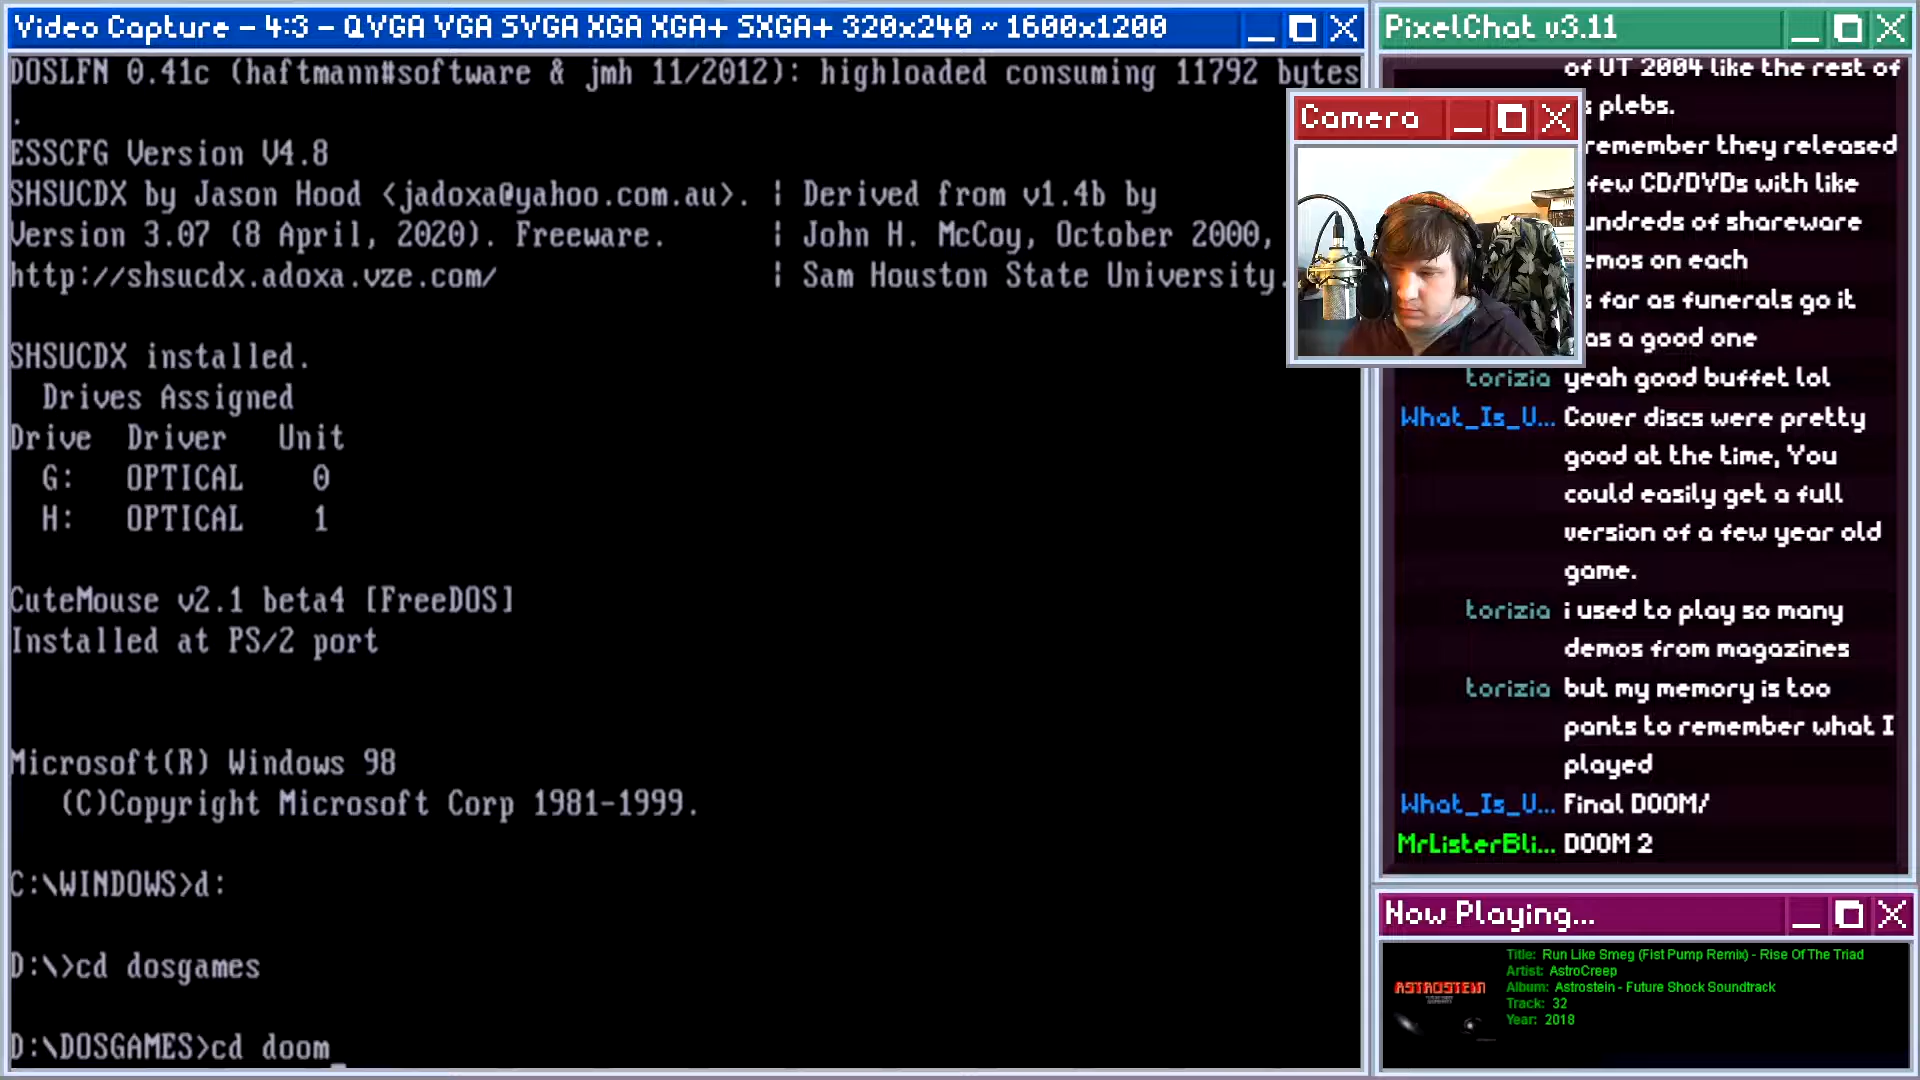 Video Capture - 4:3 - QVGA VGA SVGA XGA XGA+ SXGA+ 320x240 ~ 1600x1200
DOSLFN 0.41c (haftmann#software & jmh 11/2012): highloaded consuming 11792 bytes
.
ESSCFG Version V4.8
SHSUCDX by Jason Hood <jadoxa@yahoo.com.au>. | Derived from v1.4b by
Version 3.07 (8 April, 2020). Freeware. | John H. McCoy, October 2000,
http://shsucdx.adoxa.vze.com/ | Sam Houston State University.
SHSUCDX installed.
Drives Assigned
Drive Driver Unit
G: OPTICAL 0
H: OPTICAL 1
CuteMouse v2.1 beta4 [FreeDOS]
Installed at PS/2 port
Microsoft(R) Windows 98
(C)Copyright Microsoft Corp 1981-1999.
C:\WINDOWS>d:
D:\>cd dosgames
D:\DOSGAMES>cd doom_
Camera
PixelChat v3.11
of UT 2004 like the rest of
plebs.
remember they released
few CD/DVDs with like
undreds of shareware
emos on each
far as funerals go it
as a good one
torizia yeah good buffet lol
What_Is_U... Cover discs were pretty
good at the time, You
could easily get a full
version of a few year old
game.
torizia i used to play so many
demos from magazines
torizia but my memory is too
pants to remember what I
played
What_Is_U... Final DOOM/
MrListerBli... DOOM 2
Now Playing...
ASTROSTEIN
Title: Run Like Smeg (Fist Pump Remix) - Rise Of The Triad
Artist: AstroCreep
Album: Astrostein - Future Shock Soundtrack
Track: 32
Year: 2018